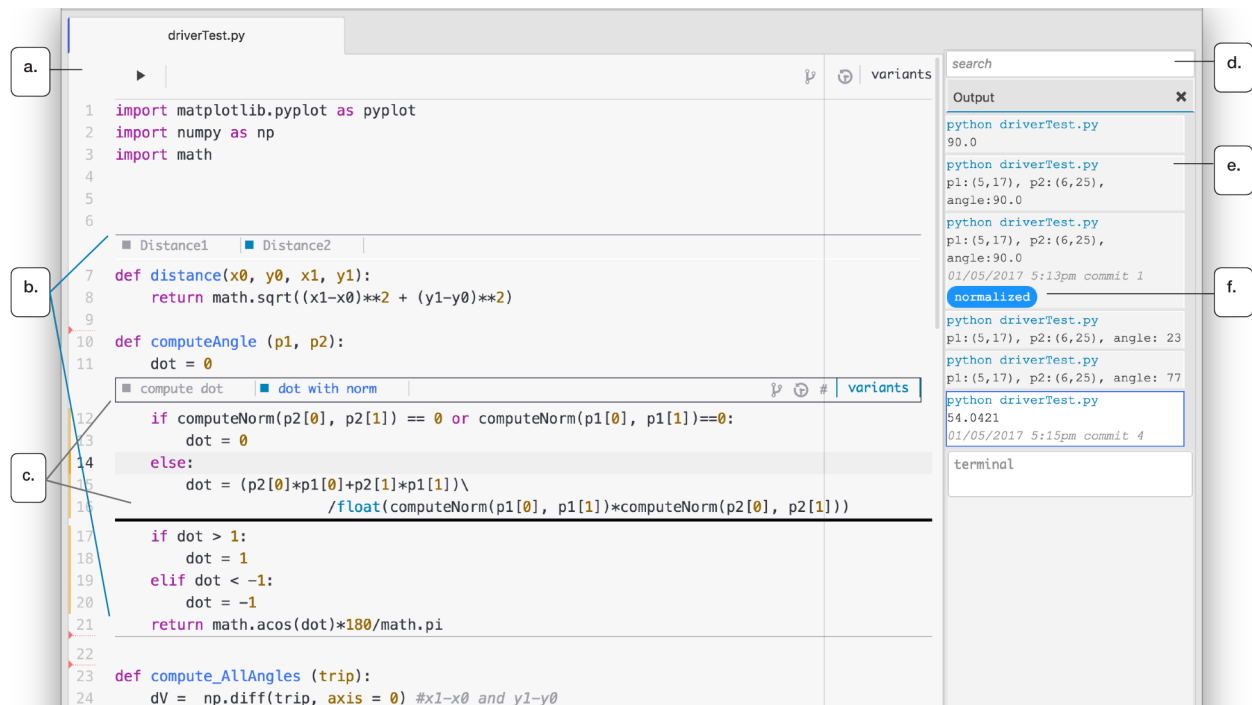 driverTest.py
a.
variants
1 import matplotlib.pyplot as pyplot
2 import numpy as np
3 import math
4
5
6
Distance1 Distance2
b.
7 def distance(x0, y0, x1, y1):
8 return math.sqrt((x1-x0)**2 + (y1-y0)**2)
9
10 def computeAngle (p1, p2):
11 dot = 0
compute dot dot with norm # variants
12 if computeNorm(p2[0], p2[1]) == 0 or computeNorm(p1[0], p1[1])==0:
13 dot = 0
14 else:
c.
15 dot = (p2[0]*p1[0]+p2[1]*p1[1])\
16 /float(computeNorm(p1[0], p1[1])*computeNorm(p2[0], p2[1]))
17 if dot > 1:
18 dot = 1
19 elif dot < -1:
20 dot = -1
21 return math.acos(dot)*180/math.pi
22
23 def compute_AllAngles (trip):
24 dV = np.diff(trip, axis = 0) #x1-x0 and y1-y0
search
d.
Output
python driverTest.py
90.0
python driverTest.py
e.
p1:(5,17), p2:(6,25),
angle:90.0
python driverTest.py
p1:(5,17), p2:(6,25),
angle:90.0
01/05/2017 5:13pm commit 1
f.
normalized
python driverTest.py
p1:(5,17), p2:(6,25), angle: 23
python driverTest.py
p1:(5,17), p2:(6,25), angle: 77
python driverTest.py
54.0421
01/05/2017 5:15pm commit 4
terminal